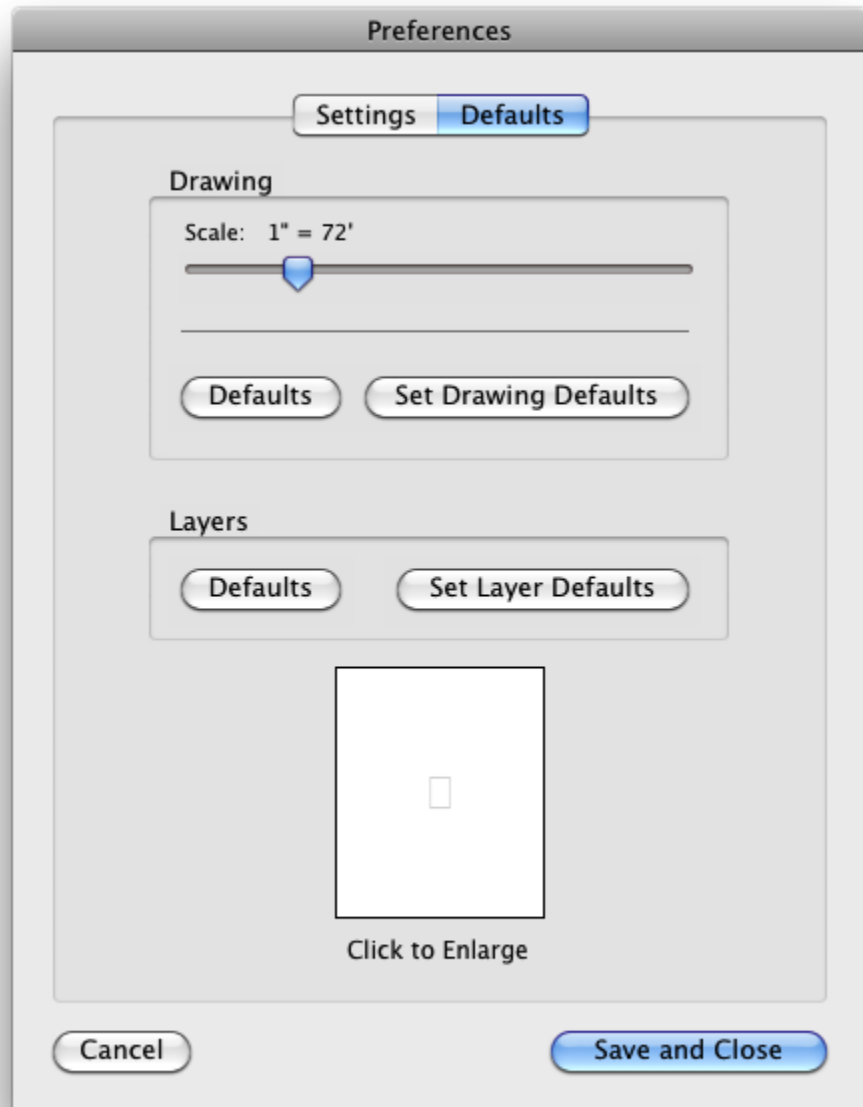 Preferences
Settings Defaults
Drawing
Scale: 1" = 72'
Defaults Set Drawing Defaults
Layers
Defaults Set Layer Defaults
Click to Enlarge
Cancel Save and Close